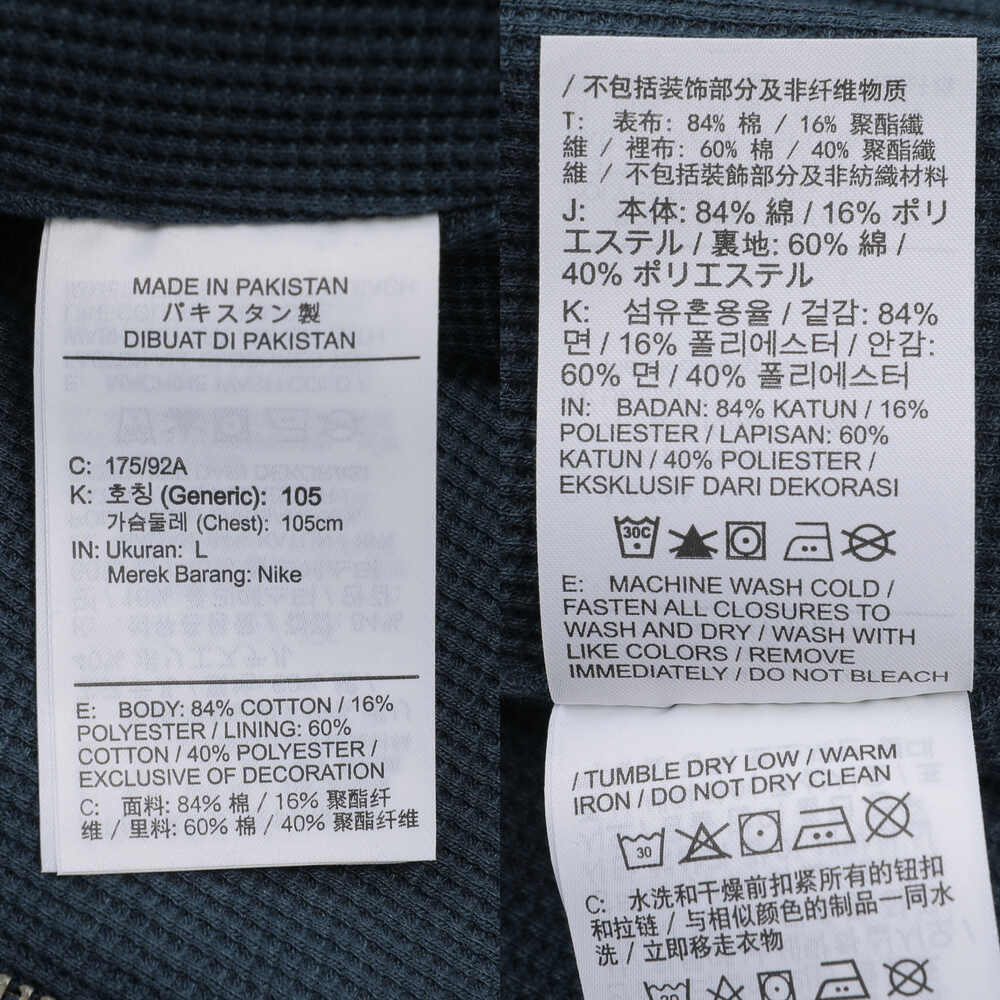 MADE IN PAKISTAN
パキスタン製
DIBUAT DI PAKISTAN
C: 175/92A
K: 호칭 (Generic): 105
가슴둘레 (Chest): 105cm
IN: Ukuran: L
Merek Barang: Nike
E: BODY: 84% COTTON / 16%
POLYESTER / LINING: 60%
COTTON / 40% POLYESTER /
EXCLUSIVE OF DECORATION
C: 面料: 84% 棉 / 16% 聚酯纤
维 / 里料: 60% 棉 / 40% 聚酯纤维
/ 不包括装饰部分及非纤维物质
T: 表布: 84% 棉 / 16% 聚酯纖
維 / 裡布: 60% 棉 / 40% 聚酯纖
維 / 不包括裝飾部分及非紡織材料
J: 本体: 84% 綿 / 16% ポリ
エステル / 裏地: 60% 綿 /
40% ポリエステル
K: 섬유혼용율 / 겉감: 84%
면 / 16% 폴리에스터 / 안감:
60% 면 / 40% 폴리에스터
IN: BADAN: 84% KATUN / 16%
POLIESTER / LAPISAN: 60%
KATUN / 40% POLIESTER /
EKSKLUSIF DARI DEKORASI
30C
E: MACHINE WASH COLD /
FASTEN ALL CLOSURES TO
WASH AND DRY / WASH WITH
LIKE COLORS / REMOVE
IMMEDIATELY / DO NOT BLEACH
/ TUMBLE DRY LOW / WARM
IRON / DO NOT DRY CLEAN
30
C: 水洗和干燥前扣紧所有的钮扣
和拉链 / 与相似颜色的制品一同水
洗 / 立即移走衣物